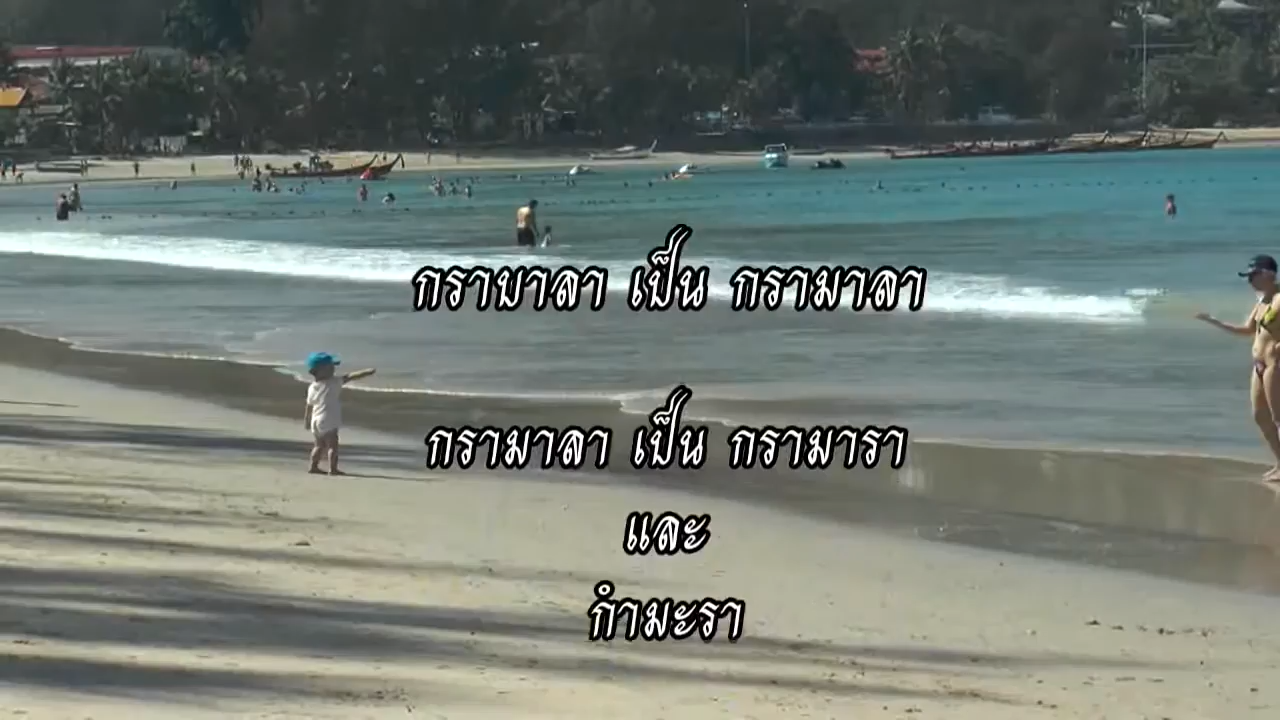 กราบาลา เป็น กรามาลา
กรามาลา เป็น กรามารา
และ
กำมะรา